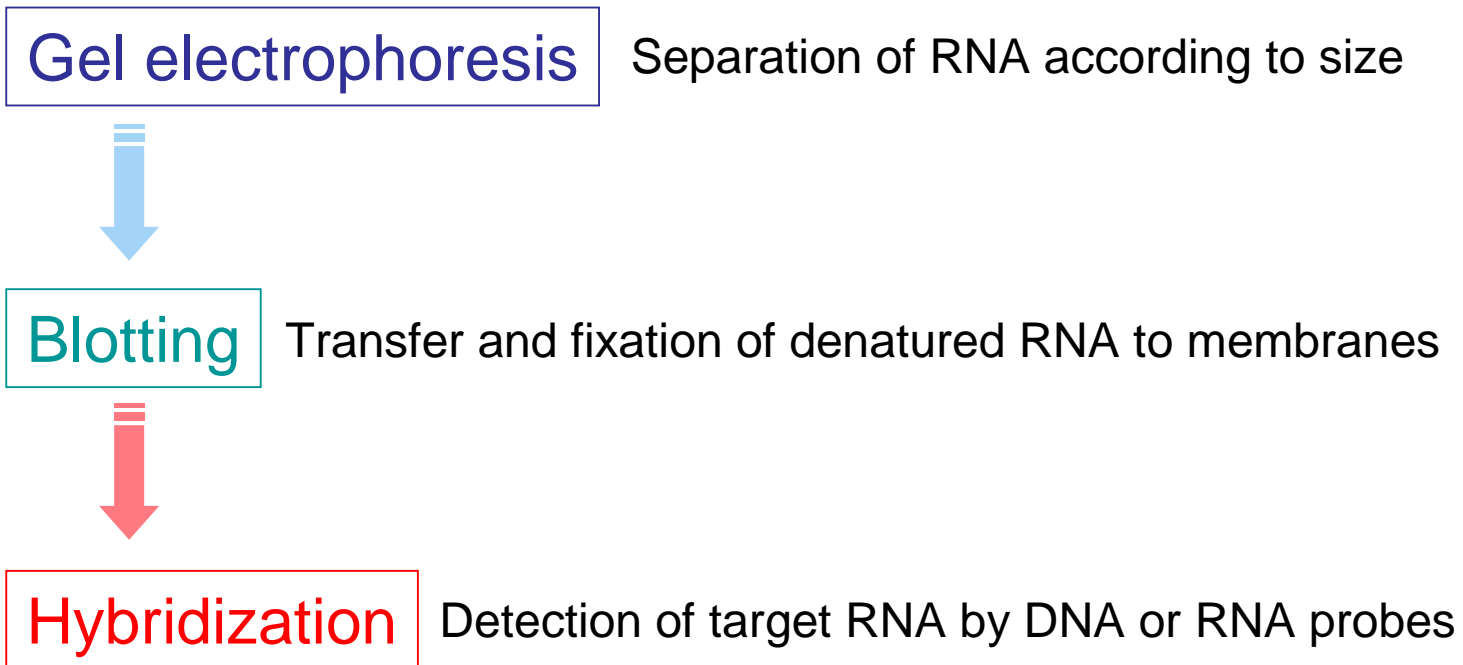 Gel electrophoresis Separation of RNA according to size
Blotting Transfer and fixation of denatured RNA to membranes
Hybridization Detection of target RNA by DNA or RNA probes